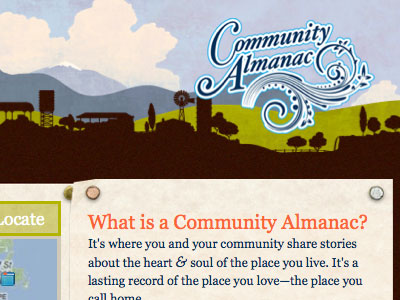 Community
Almanac
Locate
What is a Community Almanac?
It's where you and your community share stories
about the heart & soul of the place you live. It's a
lasting record of the place you love—the place you
call home